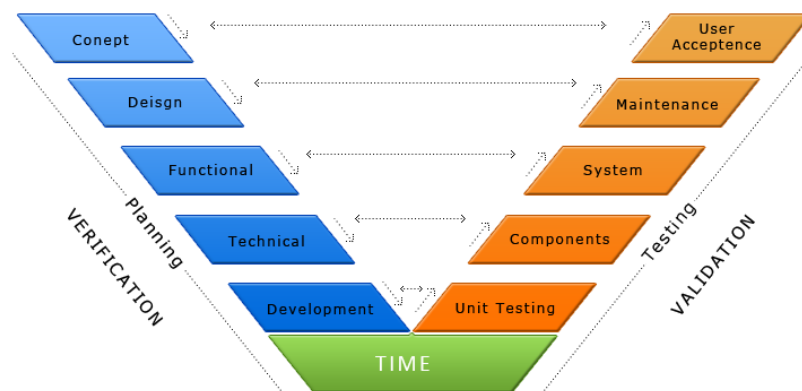 Conept
User
Acceptence
Deisgn
Maintenance
Functional
System
Planning
Testing
VERIFICATION
VALIDATION
Technical
Components
Development
Unit Testing
TIME